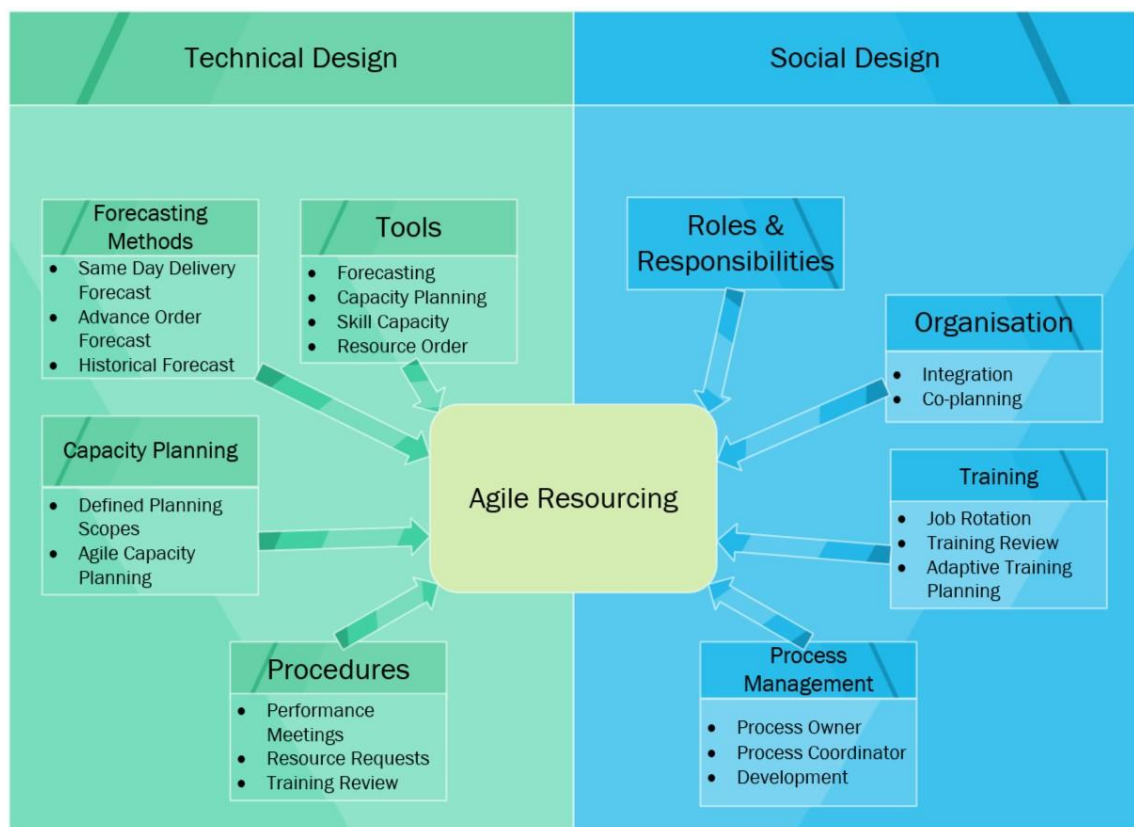 Technical Design
Social Design
Forecasting
Methods
• Same Day Delivery
Forecast
• Advance Order
Forecast
• Historical Forecast
Tools
• Forecasting
• Capacity Planning
• Skill Capacity
• Resource Order
Roles &
Responsibilities
Organisation
• Integration
• Co-planning
Capacity Planning
• Defined Planning
Scopes
• Agile Capacity
Planning
Agile Resourcing
Training
• Job Rotation
• Training Review
• Adaptive Training
Planning
Procedures
• Performance
Meetings
• Resource Requests
• Training Review
Process
Management
• Process Owner
• Process Coordinator
• Development